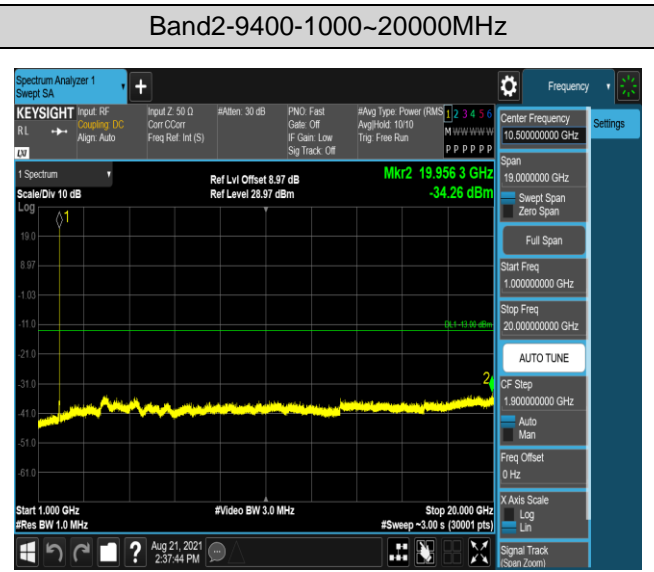 Band2-9400-1000~20000MHz
Spectrum Analyzer 1
Swept SA
Frequency
KEYSIGHT
RL
Input: RF
Coupling: DC
Align: Auto
Input Z: 50 Ω
Corr CCorr
Freq Ref: Int (S)
#Atten: 30 dB
PNO: Fast
Gate: Off
IF Gain: Low
Sig Track: Off
#Avg Type: Power (RMS
Avg|Hold: 10/10
Trig: Free Run
1 2 3 4 5 6
M W W W W W
P P P P P P
LXI
Center Frequency
10.500000000 GHz
Settings
1 Spectrum
Scale/Div 10 dB
Log
Ref Lvl Offset 8.97 dB
Ref Level 28.97 dBm
Mkr2 19.956 3 GHz
-34.26 dBm
Span
19.0000000 GHz
Swept Span
Zero Span
Full Span
Start Freq
1.000000000 GHz
Stop Freq
20.000000000 GHz
AUTO TUNE
CF Step
1.900000000 GHz
Auto
Man
Freq Offset
0 Hz
X Axis Scale
Log
Lin
Signal Track
(Span Zoom)
1
19.0
8.97
-1.03
-11.0
DL1 -13.00 dBm
-21.0
-31.0
2
-41.0
-51.0
-61.0
Start 1.000 GHz
#Video BW 3.0 MHz
Stop 20.000 GHz
#Res BW 1.0 MHz
#Sweep ~3.00 s (30001 pts)
Aug 21, 2021
2:37:44 PM